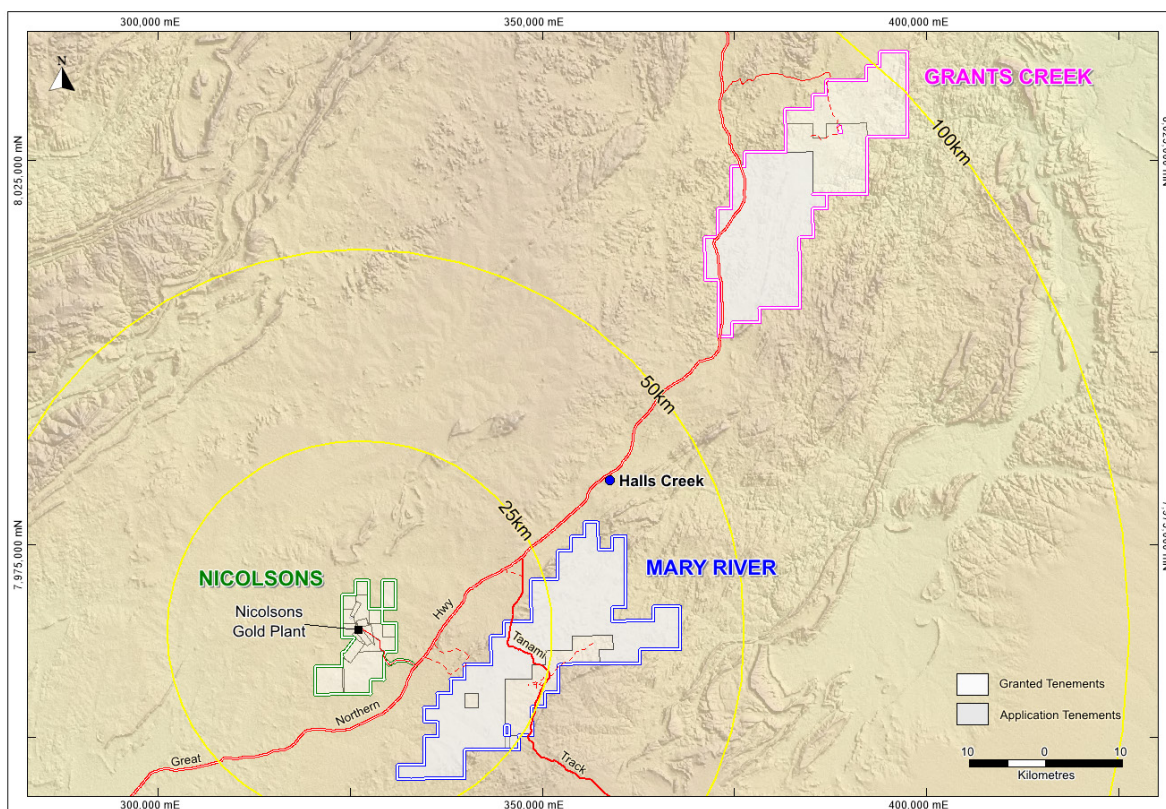 300,000 mE
350,000 mE
400,000 mE
N
GRANTS CREEK
100km
8,025,000 mN
50km
Halls Creek
25km
7,975,000 mN
MARY RIVER
NICOLSONS
Nicolsons
Gold Plant
Hwy
Tanami
Northern
Great
Track
Granted Tenements
Application Tenements
10
0
10
Kilometres
300,000 mE
350,000 mE
400,000 mE